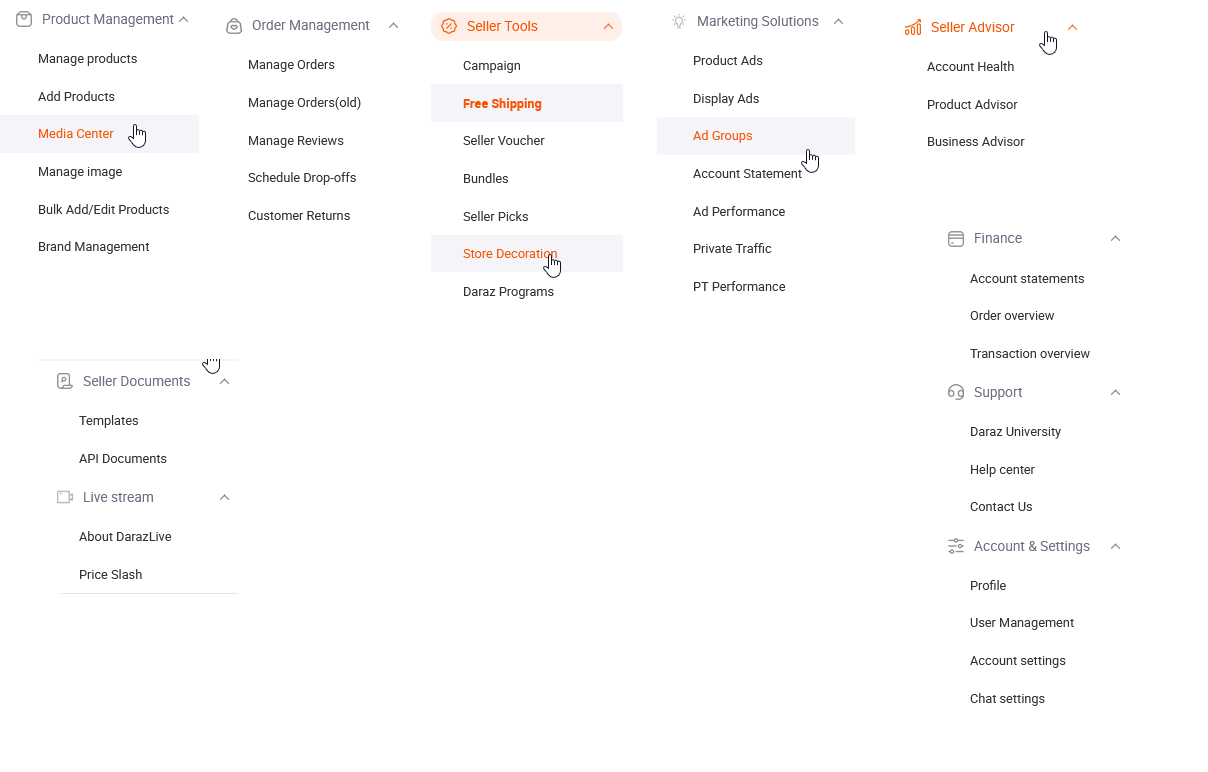 Product Management
Manage products
Add Products
Media Center
Manage image
Bulk Add/Edit Products
Brand Management
Order Management
Manage Orders
Manage Orders(old)
Manage Reviews
Schedule Drop-offs
Customer Returns
Seller Tools
Campaign
Free Shipping
Seller Voucher
Bundles
Seller Picks
Store Decoration
Daraz Programs
Marketing Solutions
Product Ads
Display Ads
Ad Groups
Account Statement
Ad Performance
Private Traffic
PT Performance
Seller Advisor
Account Health
Product Advisor
Business Advisor
Finance
Account statements
Order overview
Transaction overview
Support
Daraz University
Help center
Contact Us
Account & Settings
Profile
User Management
Account settings
Chat settings
Seller Documents
Templates
API Documents
Live stream
About DarazLive
Price Slash